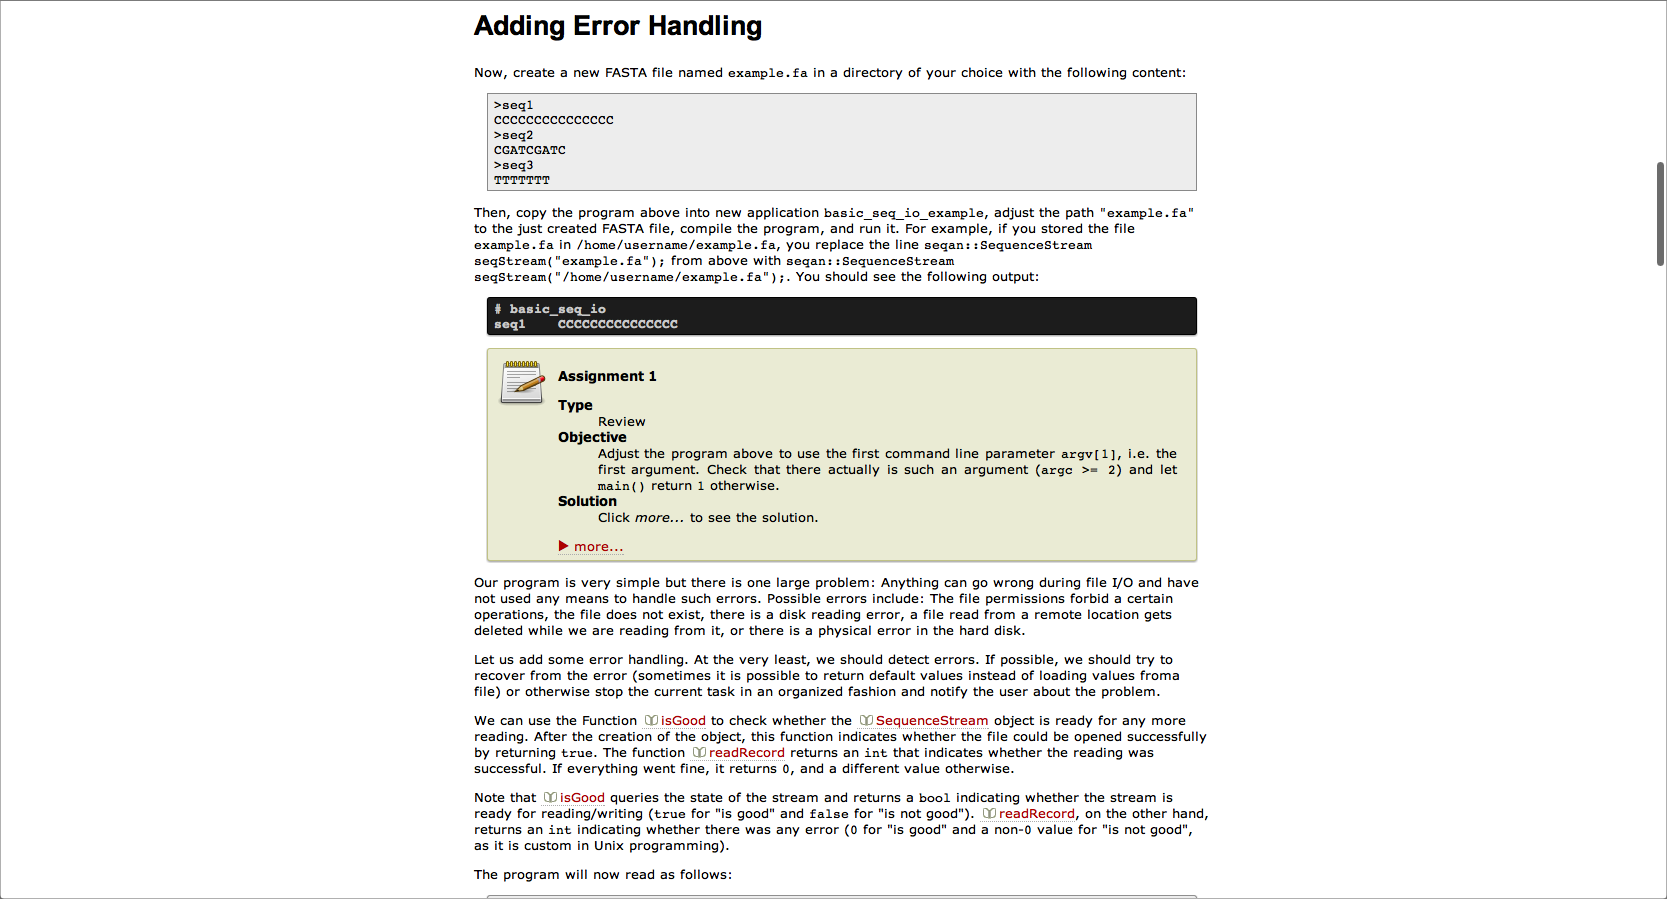 Adding Error Handling
Now, create a new FASTA file named example.fa in a directory of your choice with the following content:
>seq1
CCCCCCCCCCCCCCC
>seq2
CGATCGATC
>seq3
TTTTTTT
Then, copy the program above into new application basic_seq_io_example, adjust the path "example.fa"
to the just created FASTA file, compile the program, and run it. For example, if you stored the file
example.fa in /home/username/example.fa, you replace the line seqan::SequenceStream
seqStream("example.fa"); from above with seqan::SequenceStream
seqStream("/home/username/example.fa");. You should see the following output:
# basic_seq_io
seq1    CCCCCCCCCCCCCCC
Assignment 1
Type
Review
Objective
Adjust the program above to use the first command line parameter argv[1], i.e. the
first argument. Check that there actually is such an argument (argc >= 2) and let
main() return 1 otherwise.
Solution
Click more... to see the solution.
more...
Our program is very simple but there is one large problem: Anything can go wrong during file I/O and have
not used any means to handle such errors. Possible errors include: The file permissions forbid a certain
operations, the file does not exist, there is a disk reading error, a file read from a remote location gets
deleted while we are reading from it, or there is a physical error in the hard disk.
Let us add some error handling. At the very least, we should detect errors. If possible, we should try to
recover from the error (sometimes it is possible to return default values instead of loading values froma
file) or otherwise stop the current task in an organized fashion and notify the user about the problem.
We can use the Function isGood to check whether the SequenceStream object is ready for any more
reading. After the creation of the object, this function indicates whether the file could be opened successfully
by returning true. The function readRecord returns an int that indicates whether the reading was
successful. If everything went fine, it returns 0, and a different value otherwise.
Note that isGood queries the state of the stream and returns a bool indicating whether the stream is
ready for reading/writing (true for "is good" and false for "is not good"). readRecord, on the other hand,
returns an int indicating whether there was any error (0 for "is good" and a non-0 value for "is not good",
as it is custom in Unix programming).
The program will now read as follows: